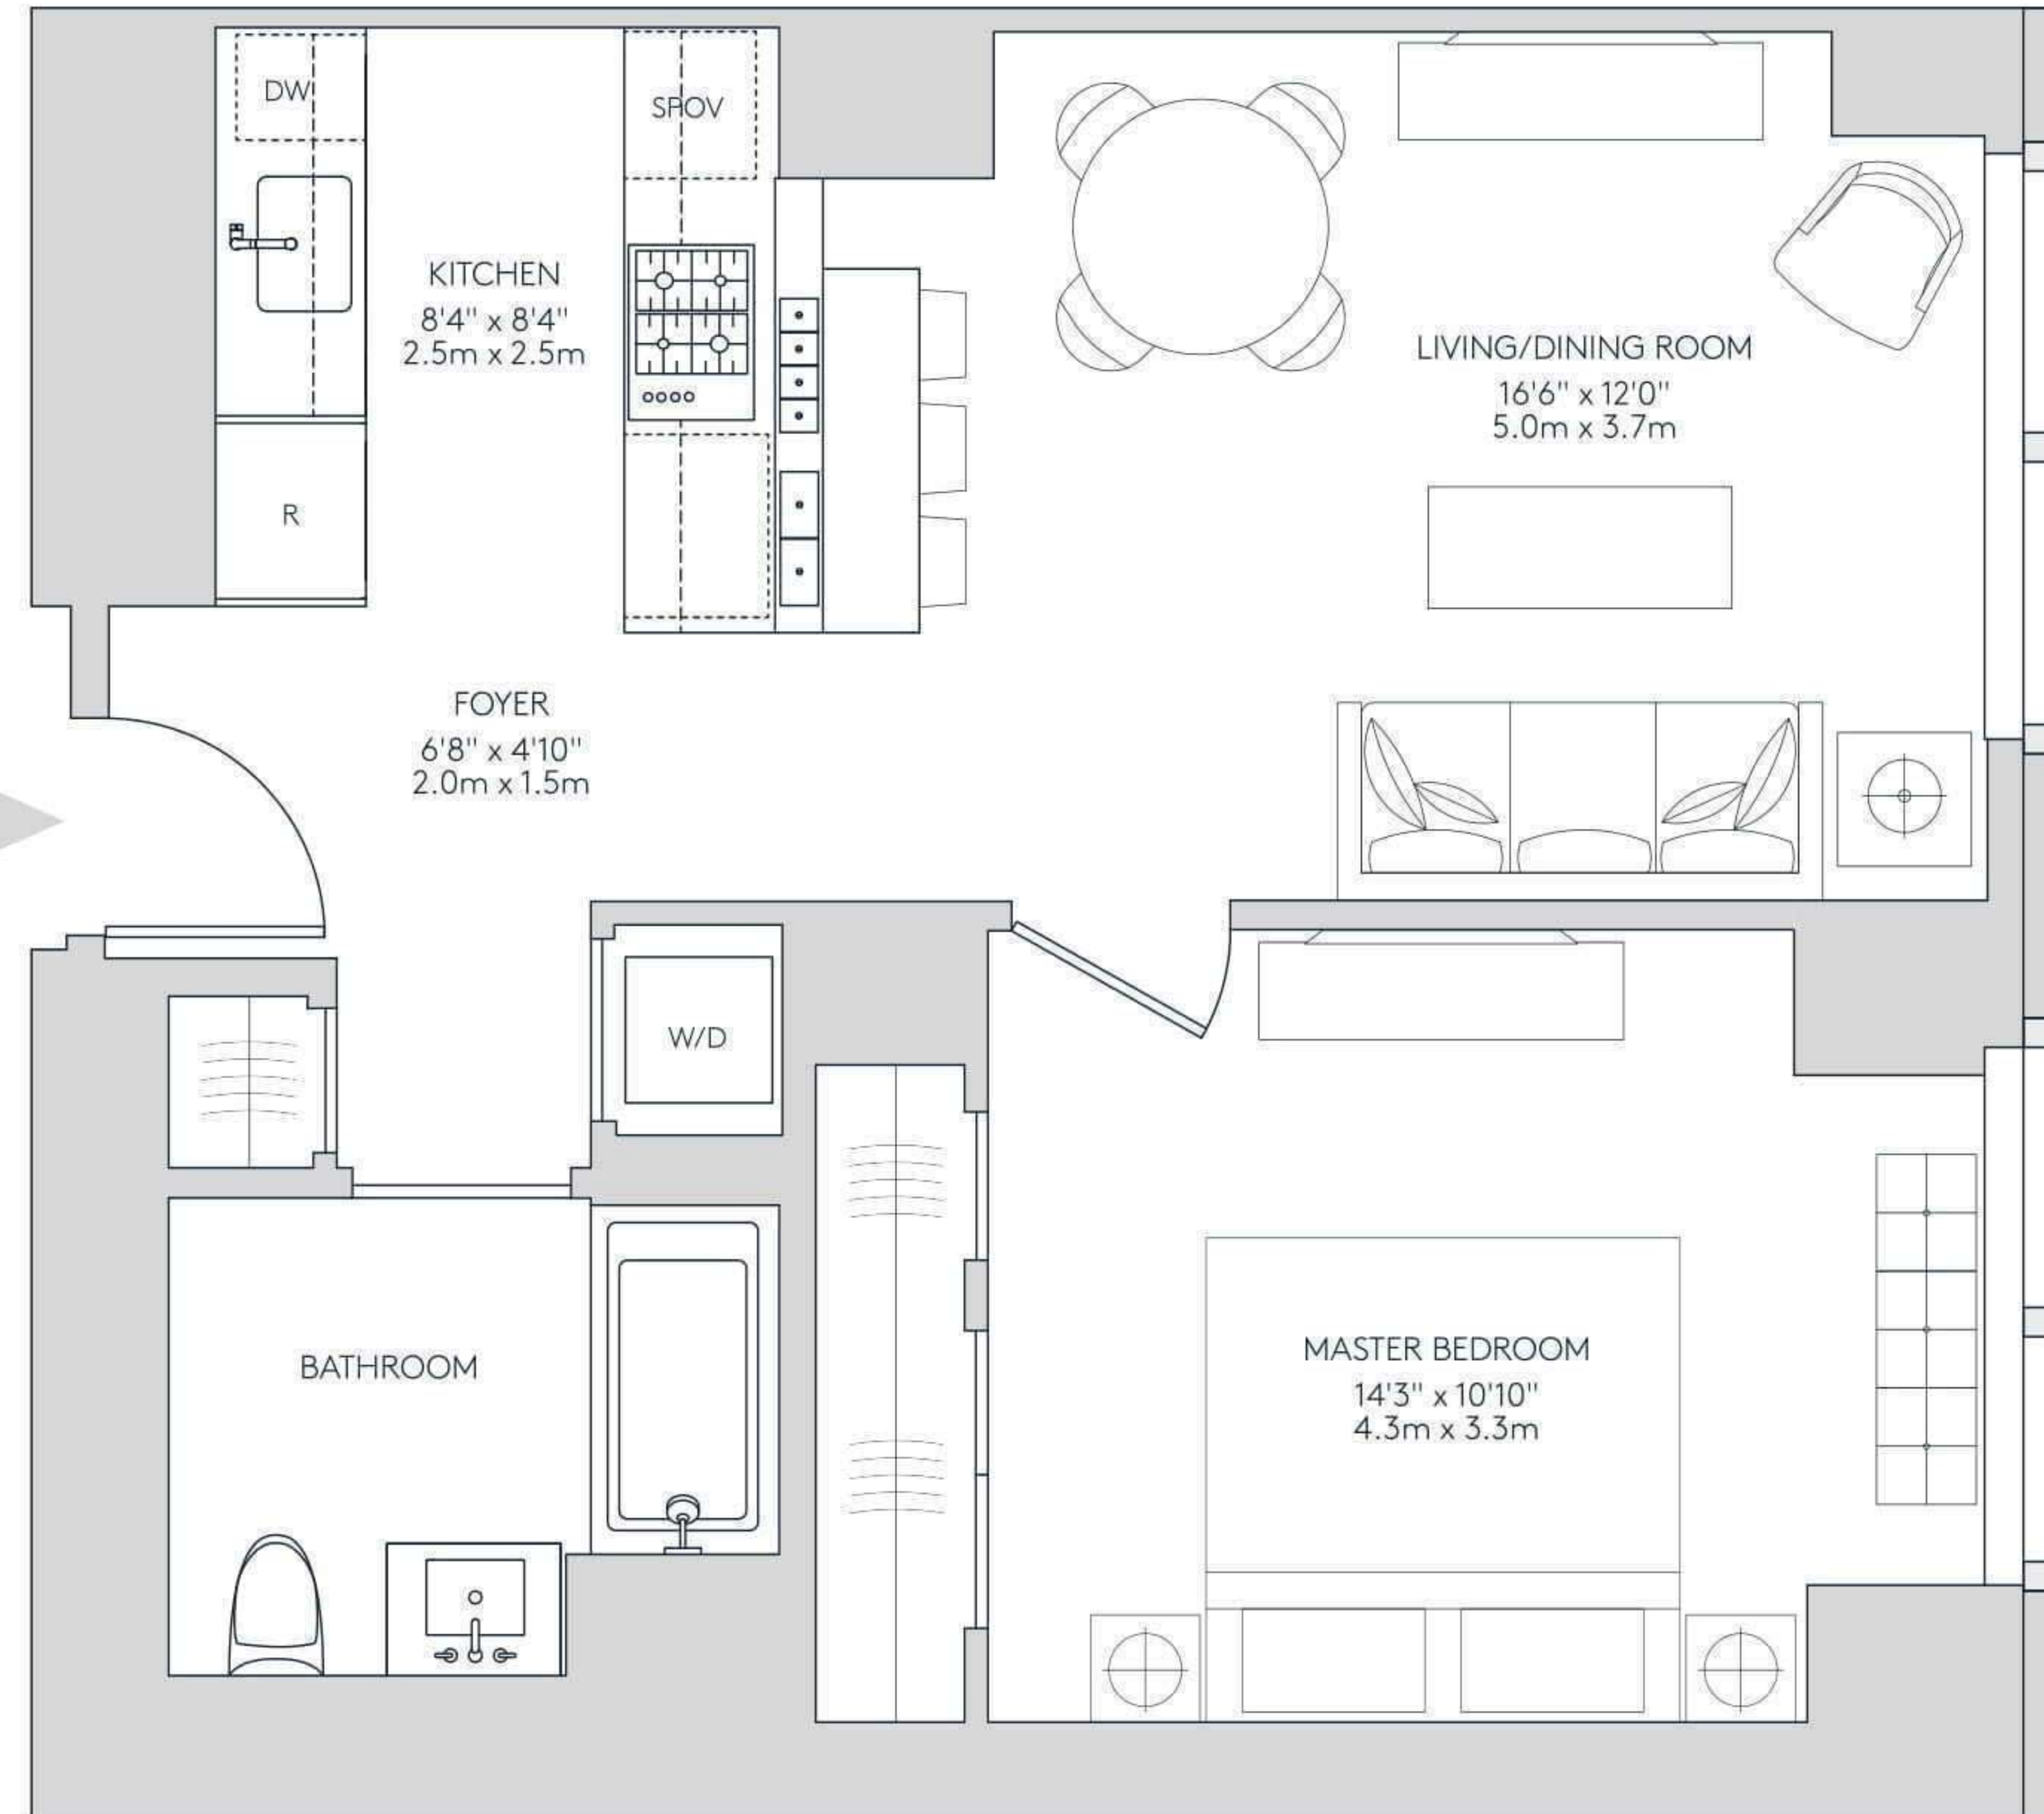 DW
SPOV
KITCHEN
8'4" x 8'4"
2.5m x 2.5m
LIVING/DINING ROOM
16'6" x 12'0"
5.0m x 3.7m
R
FOYER
6'8" x 4'10"
2.0m x 1.5m
W/D
BATHROOM
MASTER BEDROOM
14'3" x 10'10"
4.3m x 3.3m